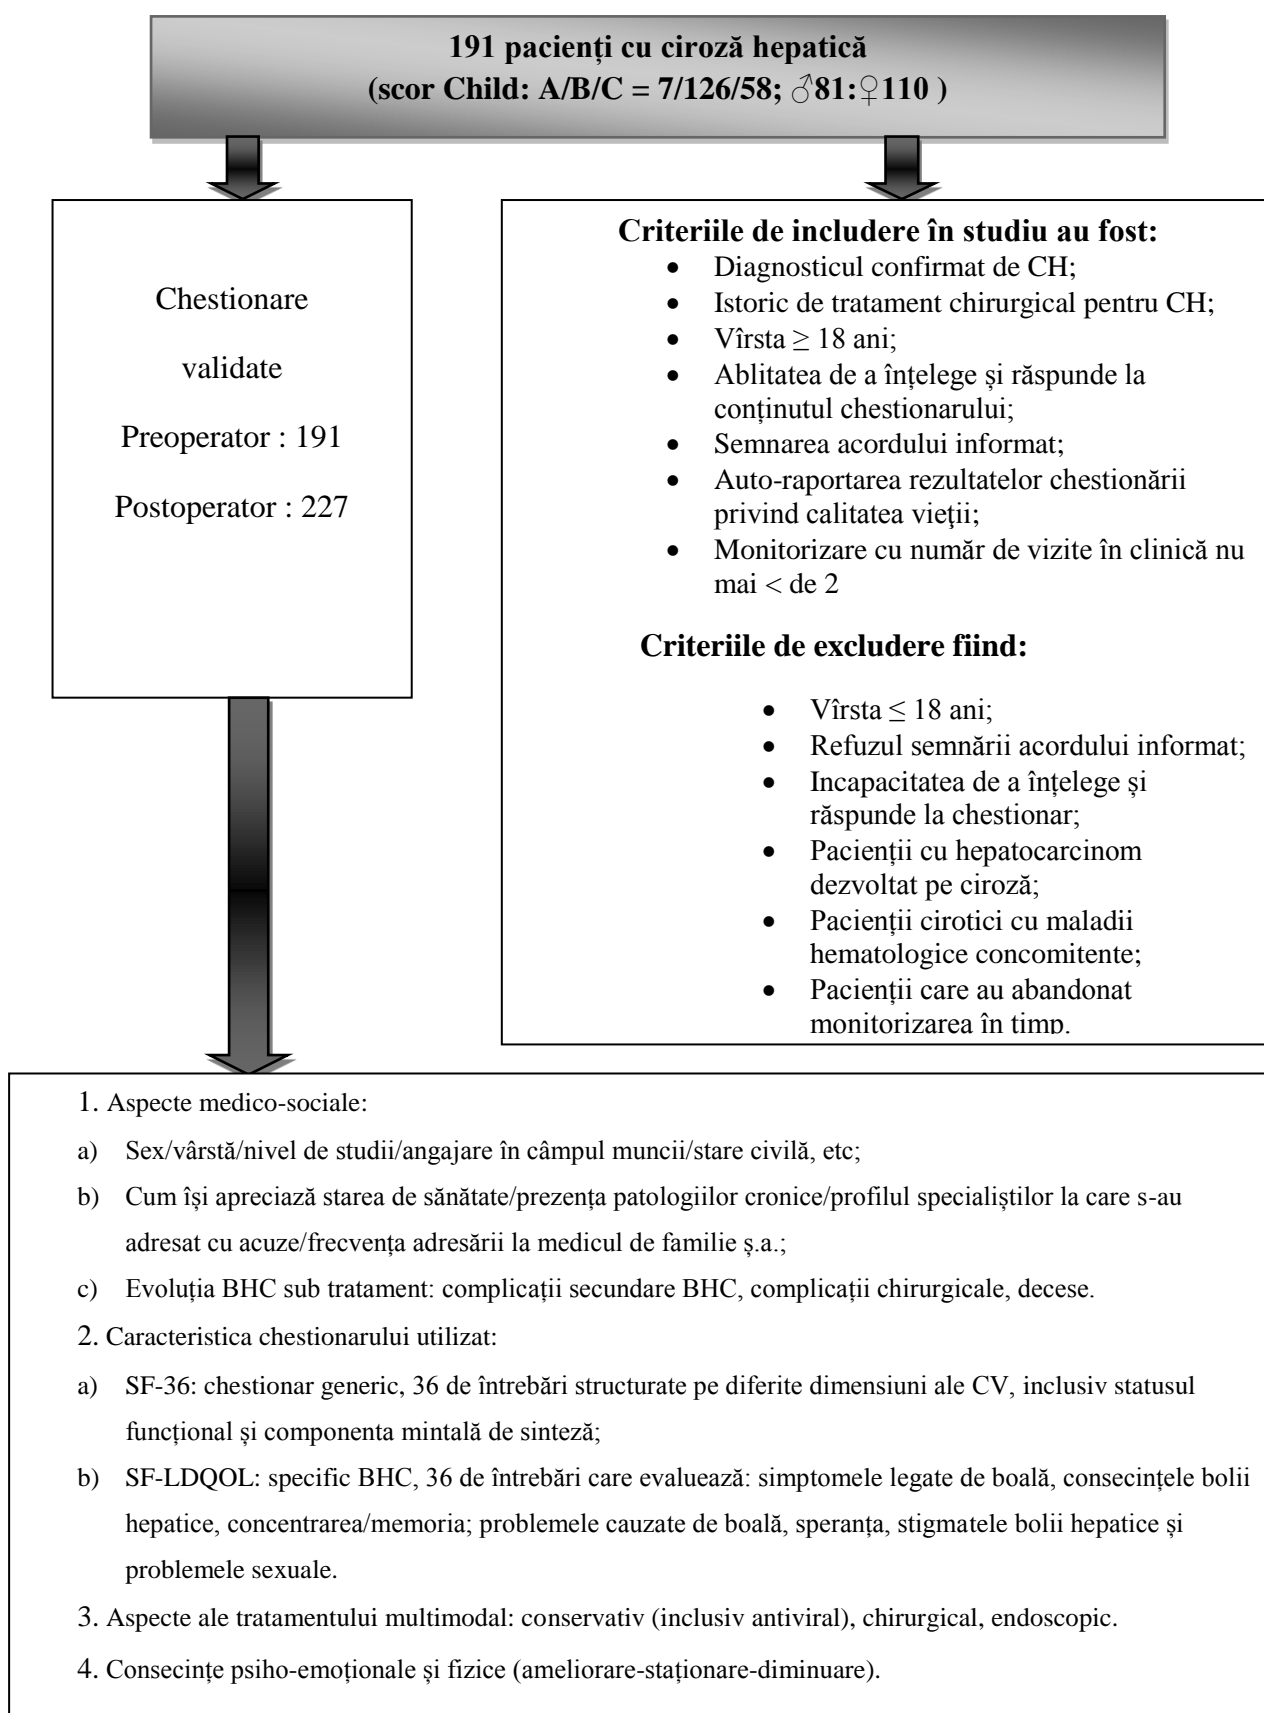 191 pacienți cu ciroză hepatică
(scor Child: A/B/C = 7/126/58; ♂81:♀110 )
Chestionare
validate
Preoperator : 191
Postoperator : 227
Criteriile de includere în studiu au fost:
• Diagnosticul confirmat de CH;
• Istoric de tratament chirurgical pentru CH;
• Vîrsta ≥ 18 ani;
• Ablitatea de a înțelege și răspunde la
conținutul chestionarului;
• Semnarea acordului informat;
• Auto-raportarea rezultatelor chestionării
privind calitatea vieţii;
• Monitorizare cu număr de vizite în clinică nu
mai < de 2
Criteriile de excludere fiind:
• Vîrsta ≤ 18 ani;
• Refuzul semnării acordului informat;
• Incapacitatea de a înțelege și
răspunde la chestionar;
• Pacienții cu hepatocarcinom
dezvoltat pe ciroză;
• Pacienții cirotici cu maladii
hematologice concomitente;
• Pacienții care au abandonat
monitorizarea în timp.
1. Aspecte medico-sociale:
a) Sex/vârstă/nivel de studii/angajare în câmpul muncii/stare civilă, etc;
b) Cum își apreciază starea de sănătate/prezența patologiilor cronice/profilul specialiștilor la care s-au
adresat cu acuze/frecvența adresării la medicul de familie ș.a.;
c) Evoluția BHC sub tratament: complicații secundare BHC, complicații chirurgicale, decese.
2. Caracteristica chestionarului utilizat:
a) SF-36: chestionar generic, 36 de întrebări structurate pe diferite dimensiuni ale CV, inclusiv statusul
funcțional și componenta mintală de sinteză;
b) SF-LDQOL: specific BHC, 36 de întrebări care evaluează: simptomele legate de boală, consecințele bolii
hepatice, concentrarea/memoria; problemele cauzate de boală, speranța, stigmatele bolii hepatice și
problemele sexuale.
3. Aspecte ale tratamentului multimodal: conservativ (inclusiv antiviral), chirurgical, endoscopic.
4. Consecințe psiho-emoționale și fizice (ameliorare-staționare-diminuare).